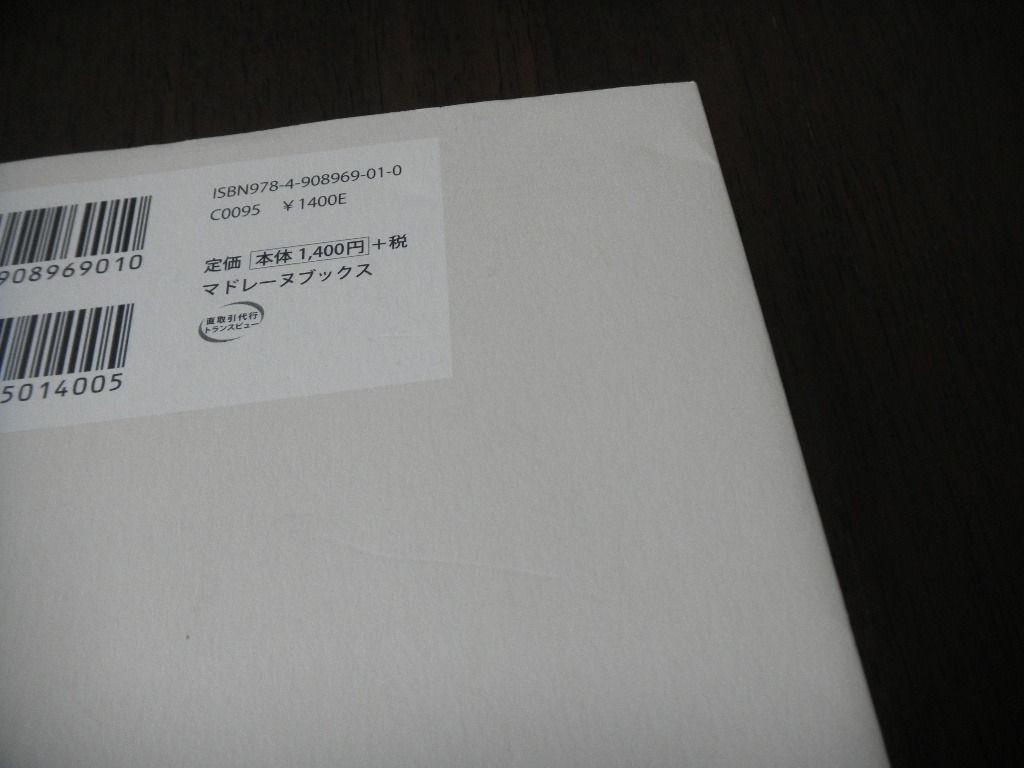 ISBN978-4-908969-01-0
C0095 ¥1400E
908969010
定価 本体 1,400円+税
マドレーヌブックス
直取引代行
トランスビュー
5014005